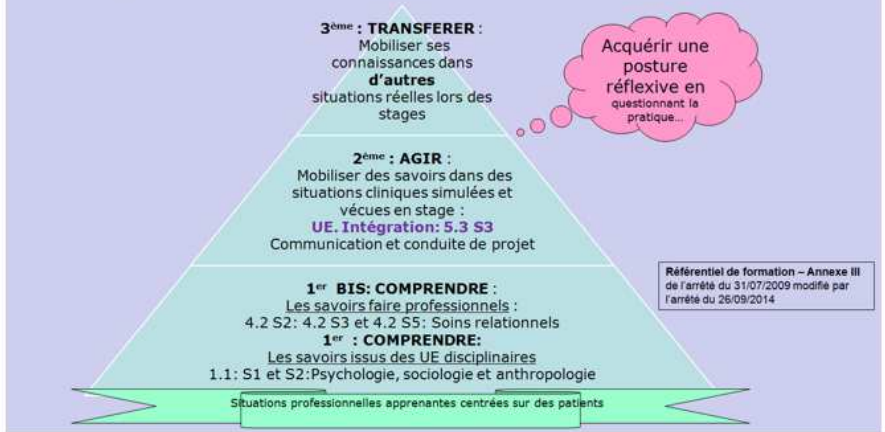 3ème : TRANSFERER :
Mobiliser ses
connaissances dans
d'autres
situations réelles lors des
stages
Acquérir une
posture
réflexive en
questionnant la
pratique...
2ème : AGIR :
Mobiliser des savoirs dans des
situations cliniques simulées et
vécues en stage :
UE. Intégration: 5.3 S3
Communication et conduite de projet
Référentiel de formation – Annexe III
de l'arrêté du 31/07/2009 modifié par
l'arrêté du 26/09/2014
1er BIS: COMPRENDRE :
Les savoirs faire professionnels :
4.2 S2: 4.2 S3 et 4.2 S5: Soins relationnels
1er : COMPRENDRE:
Les savoirs issus des UE disciplinaires
1.1: S1 et S2:Psychologie, sociologie et anthropologie
Situations professionnelles apprenantes centrées sur des patients